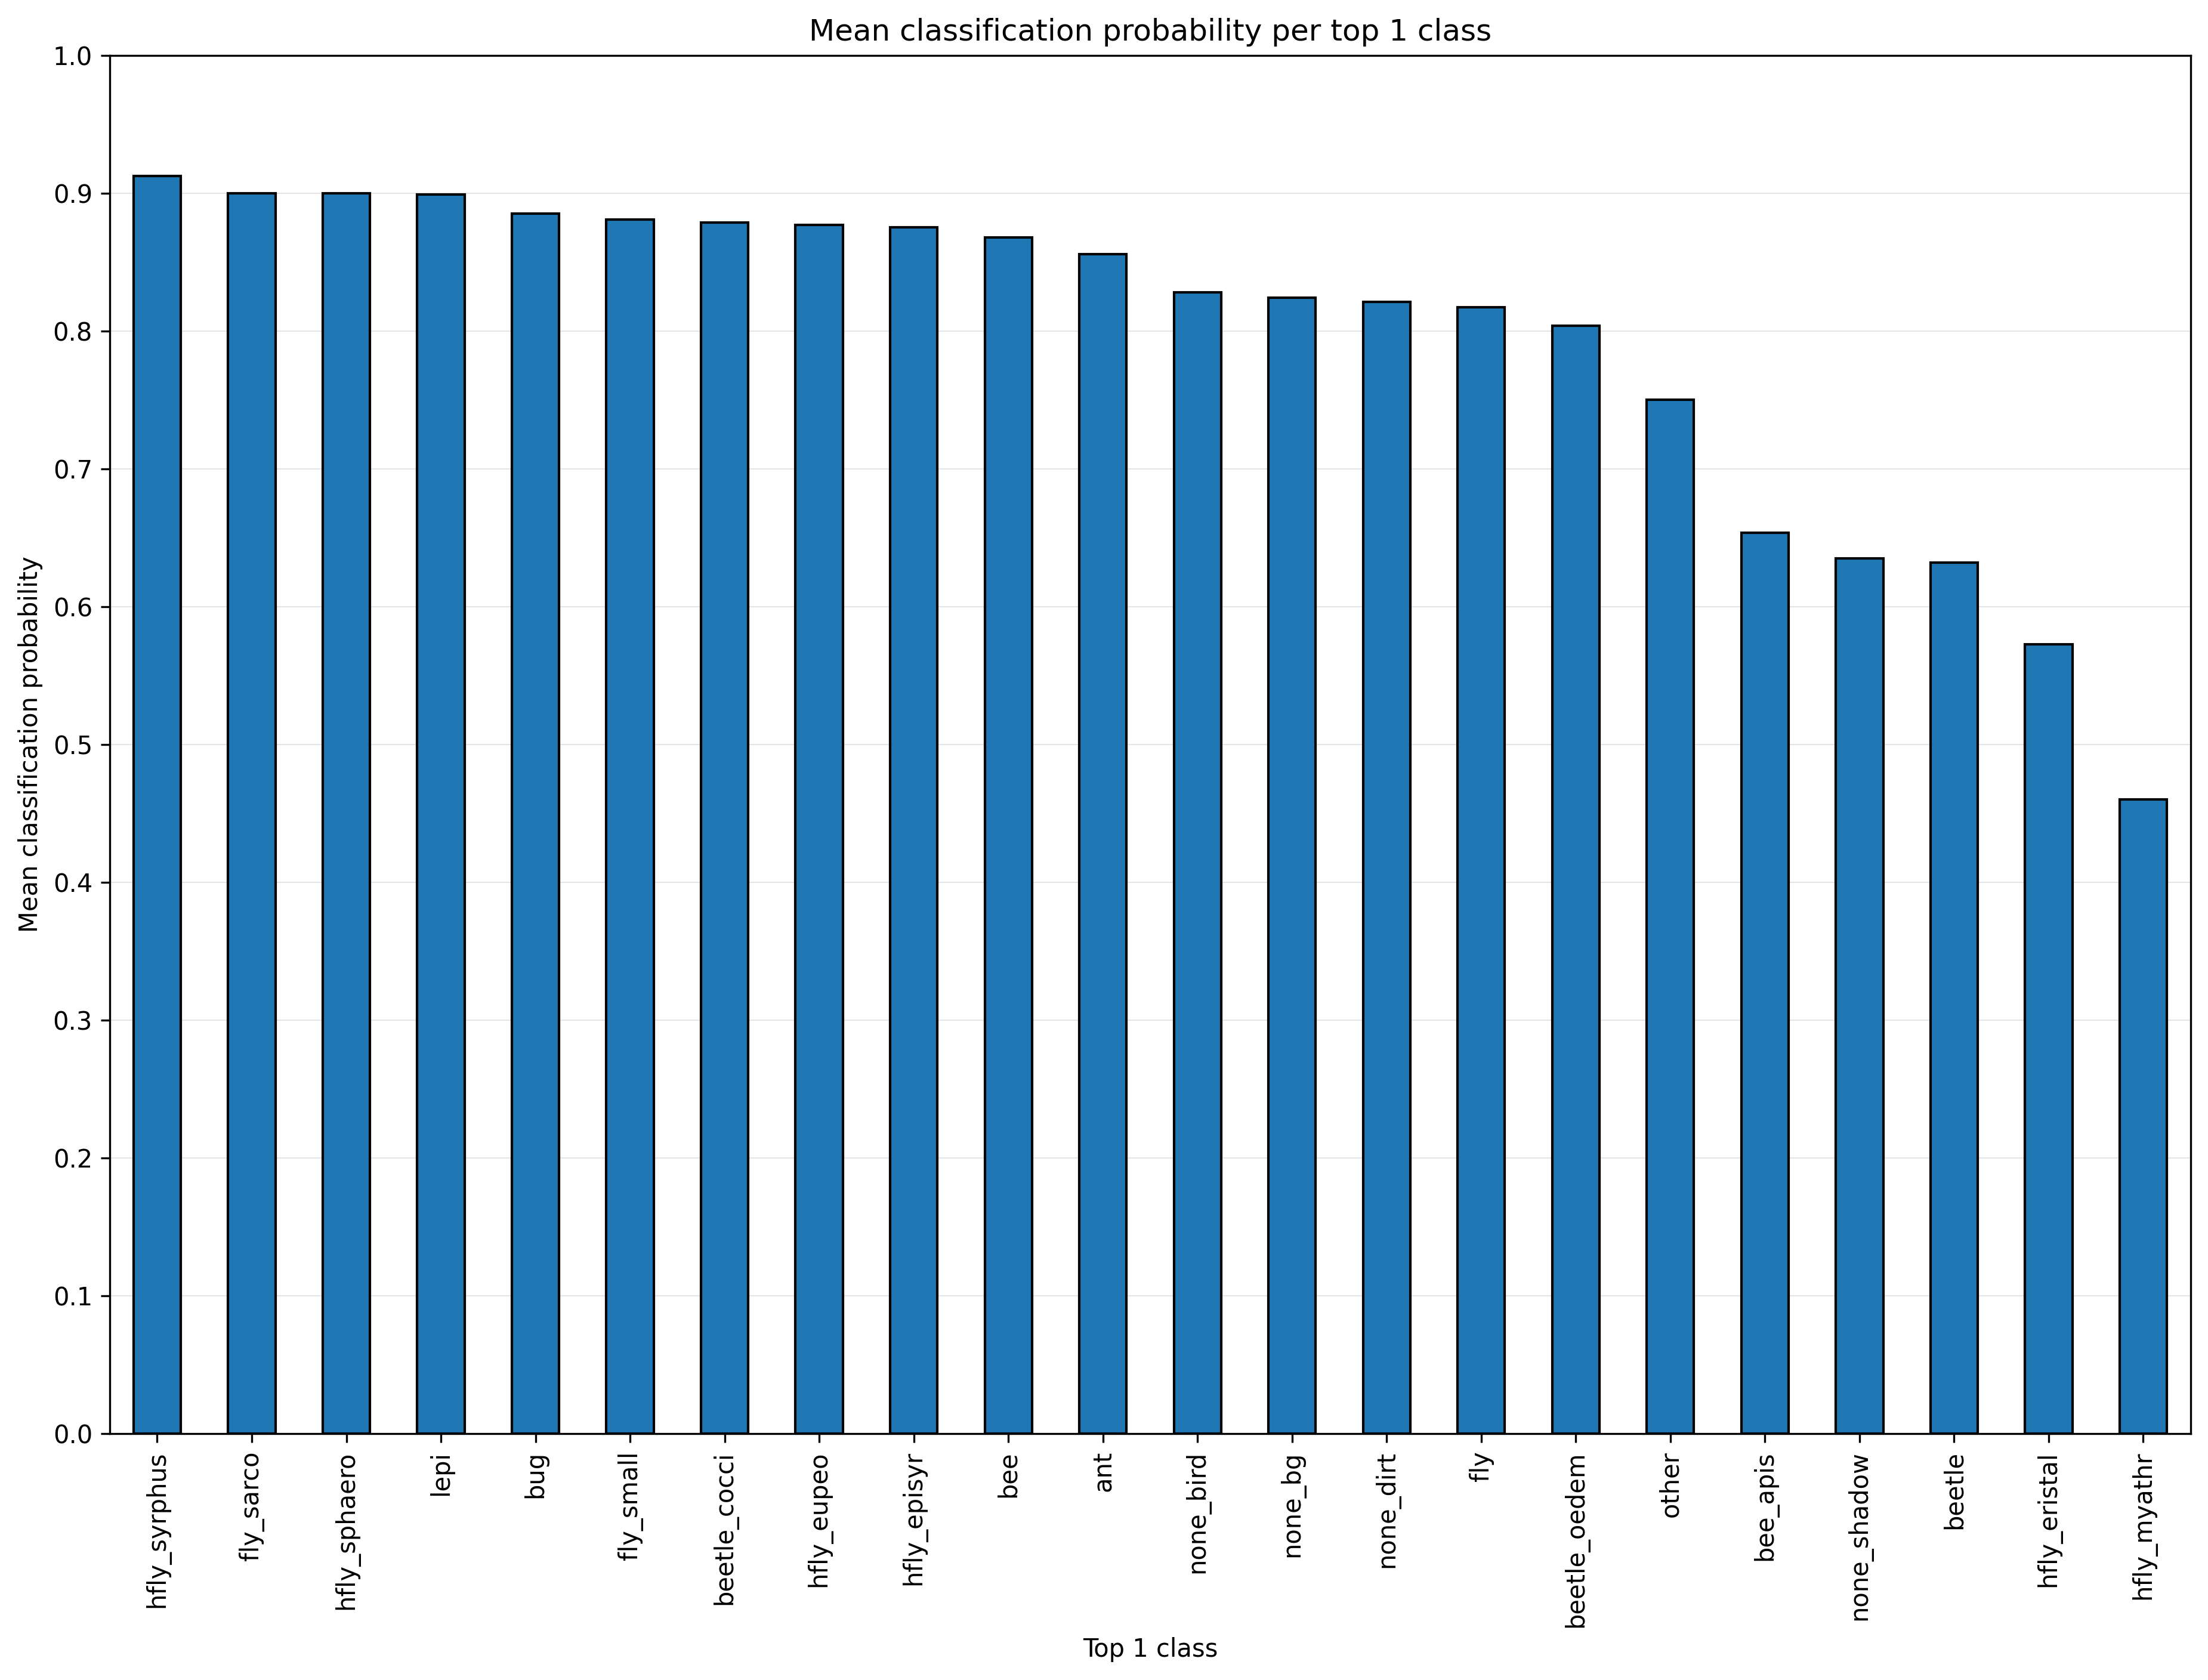 Mean classification probability per top 1 class
1.0
0.9
0.8
0.7
0.6
0.5
0.4
0.3
0.2
0.1
0.0
Mean classification probability
hfly_syrphus
fly_sarco
hfly_sphaero
lepi
bug
fly_small
beetle_cocci
hfly_eupeo
hfly_episyr
bee
ant
none_bird
none_bg
none_dirt
fly
beetle_oedem
other
bee_apis
none_shadow
beetle
hfly_eristal
hfly_myathr
Top 1 class